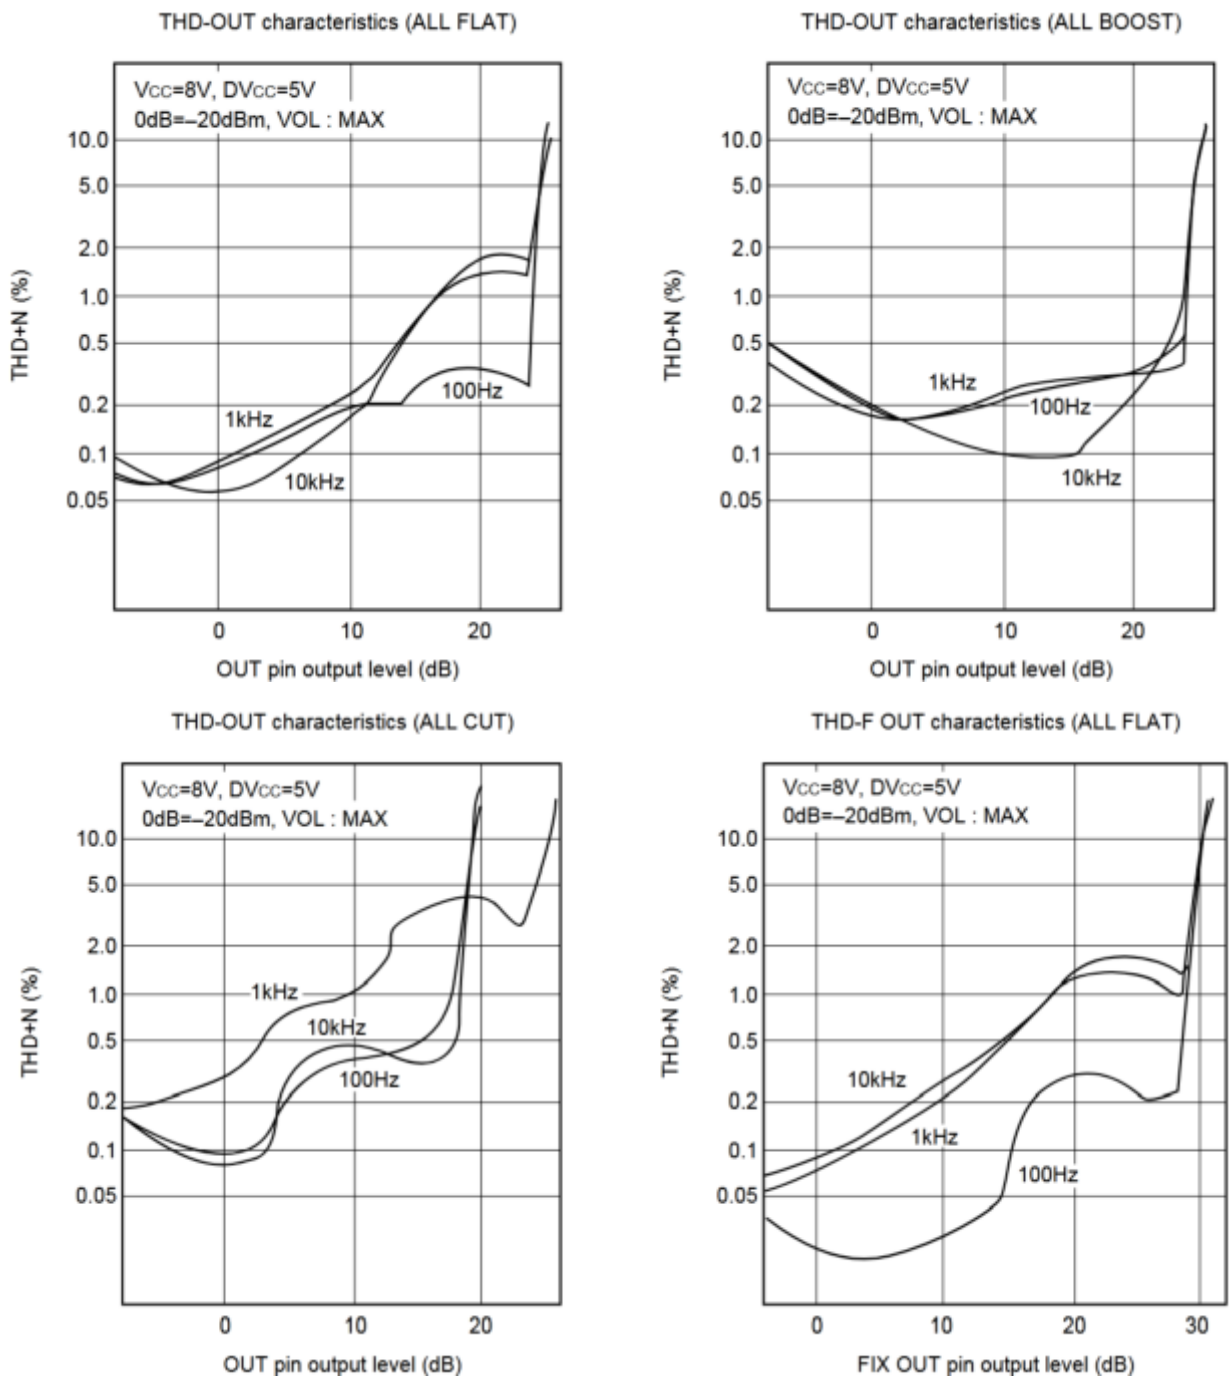 THD-OUT characteristics (ALL FLAT)
VCC=8V, DVCC=5V
0dB=–20dBm, VOL : MAX
10.0
5.0
2.0
1.0
0.5
0.2
0.1
0.05
THD+N (%)
1kHz
100Hz
10kHz
0 10 20
OUT pin output level (dB)
THD-OUT characteristics (ALL BOOST)
VCC=8V, DVCC=5V
0dB=–20dBm, VOL : MAX
10.0
5.0
2.0
1.0
0.5
0.2
0.1
0.05
THD+N (%)
1kHz
100Hz
10kHz
0 10 20
OUT pin output level (dB)
THD-OUT characteristics (ALL CUT)
VCC=8V, DVCC=5V
0dB=–20dBm, VOL : MAX
10.0
5.0
2.0
1.0
0.5
0.2
0.1
0.05
THD+N (%)
1kHz
10kHz
100Hz
0 10 20
OUT pin output level (dB)
THD-F OUT characteristics (ALL FLAT)
VCC=8V, DVCC=5V
0dB=–20dBm, VOL : MAX
10.0
5.0
2.0
1.0
0.5
0.2
0.1
0.05
THD+N (%)
10kHz
1kHz
100Hz
0 10 20 30
FIX OUT pin output level (dB)